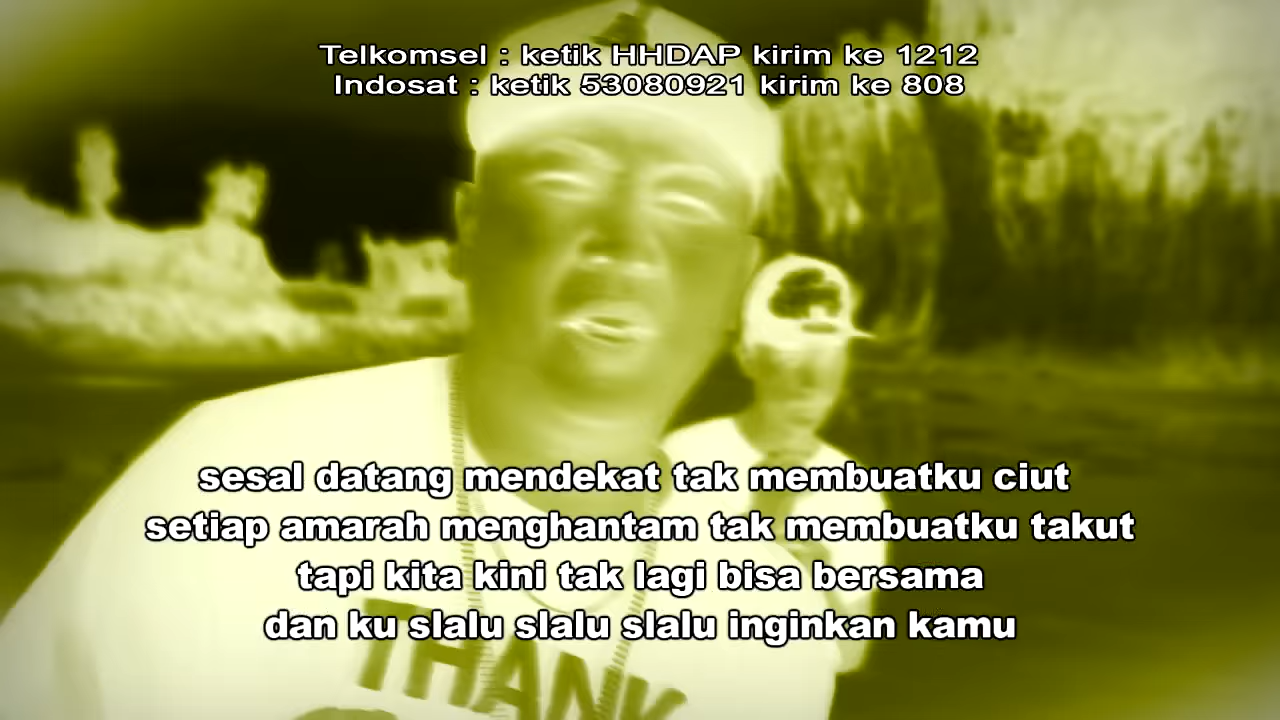 Telkomsel : ketik HHDAP kirim ke 1212
Indosat : ketik 53080921 kirim ke 808
sesal datang mendekat tak membuatku ciut
setiap amarah menghantam tak membuatku takut
tapi kita kini tak lagi bisa bersama
dan ku slalu slalu slalu inginkan kamu
THANK